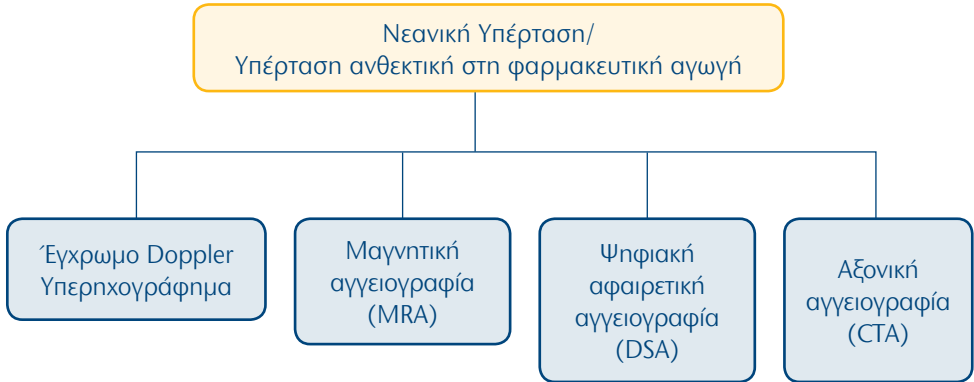 Νεανική Υπέρταση/
Υπέρταση ανθεκτική στη φαρμακευτική αγωγή
Έγχρωμο Doppler
Υπερηχογράφημα
Μαγνητική
αγγειογραφία
(MRA)
Ψηφιακή
αφαιρετική
αγγειογραφία
(DSA)
Αξονική
αγγειογραφία
(CTA)